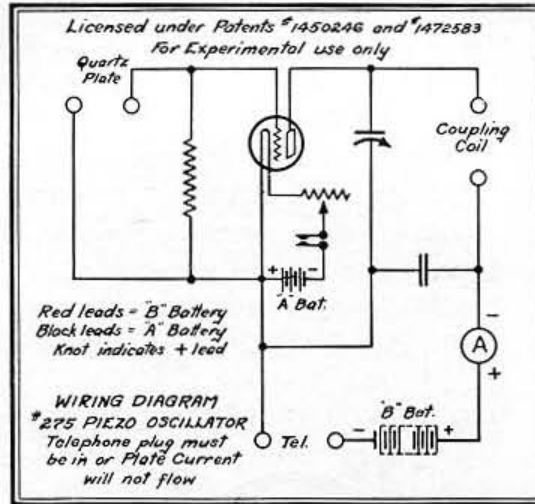 Licensed under Patents #1450246 and #1472583
For Experimental use only
Quartz
Plate
Coupling
Coil
+ -
"A" Bat.
Red leads = "B" Battery
Black leads = "A" Battery
Knot indicates + lead
-
A
+
WIRING DIAGRAM
#275 PIEZO OSCILLATOR
Telephone plug must
be in or Plate Current
will not flow
Tel.
- "B" Bat. +